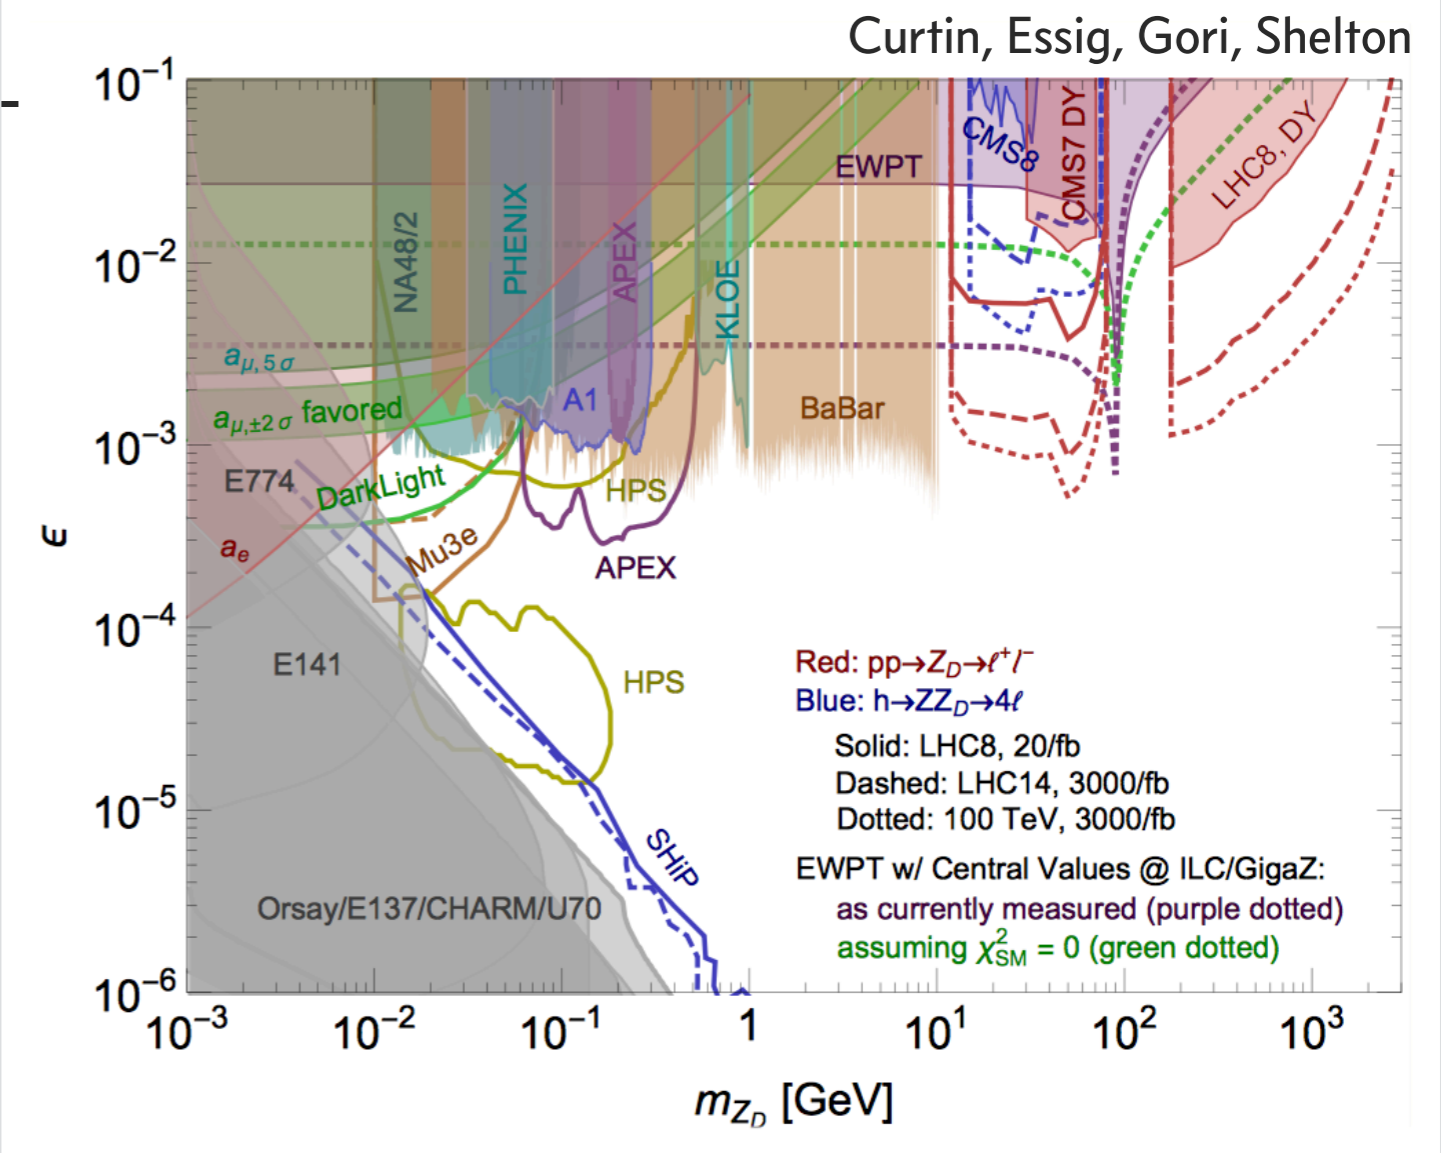 Curtin, Essig, Gori, Shelton
-
10⁻¹
10⁻²
10⁻³
10⁻⁴
10⁻⁵
10⁻⁶
ϵ
NA48/2
PHENIX
APEX
KLOE
EWPT
CMS8
CMS7 DY
LHC8, DY
a_μ,5σ
a_μ,±2σ favored
A1
BaBar
E774
DarkLight
HPS
a_e
Mu3e
APEX
E141
HPS
SHiP
Orsay/E137/CHARM/U70
Red: pp→Z_D→ℓ⁺l⁻
Blue: h→ZZ_D→4ℓ
Solid: LHC8, 20/fb
Dashed: LHC14, 3000/fb
Dotted: 100 TeV, 3000/fb
EWPT w/ Central Values @ ILC/GigaZ:
as currently measured (purple dotted)
assuming χ²_SM = 0 (green dotted)
10⁻³ 10⁻² 10⁻¹ 1 10¹ 10² 10³
m_Z_D [GeV]